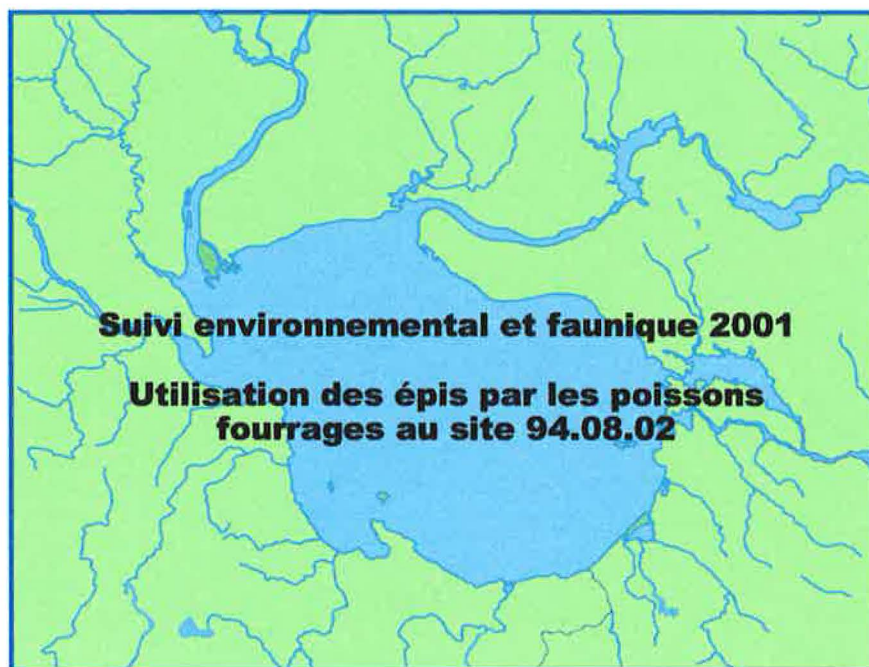 Suivi environnemental et faunique 2001
Utilisation des épis par les poissons
fourrages au site 94.08.02